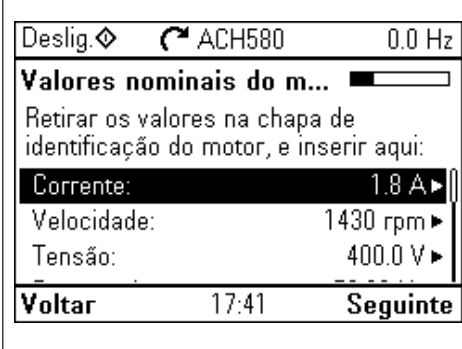 Deslig. ACH580 0.0 Hz
Valores nominais do m...
Retirar os valores na chapa de
identificação do motor, e inserir aqui:
Corrente: 1.8 A
Velocidade: 1430 rpm
Tensão: 400.0 V
Voltar 17:41 Seguinte